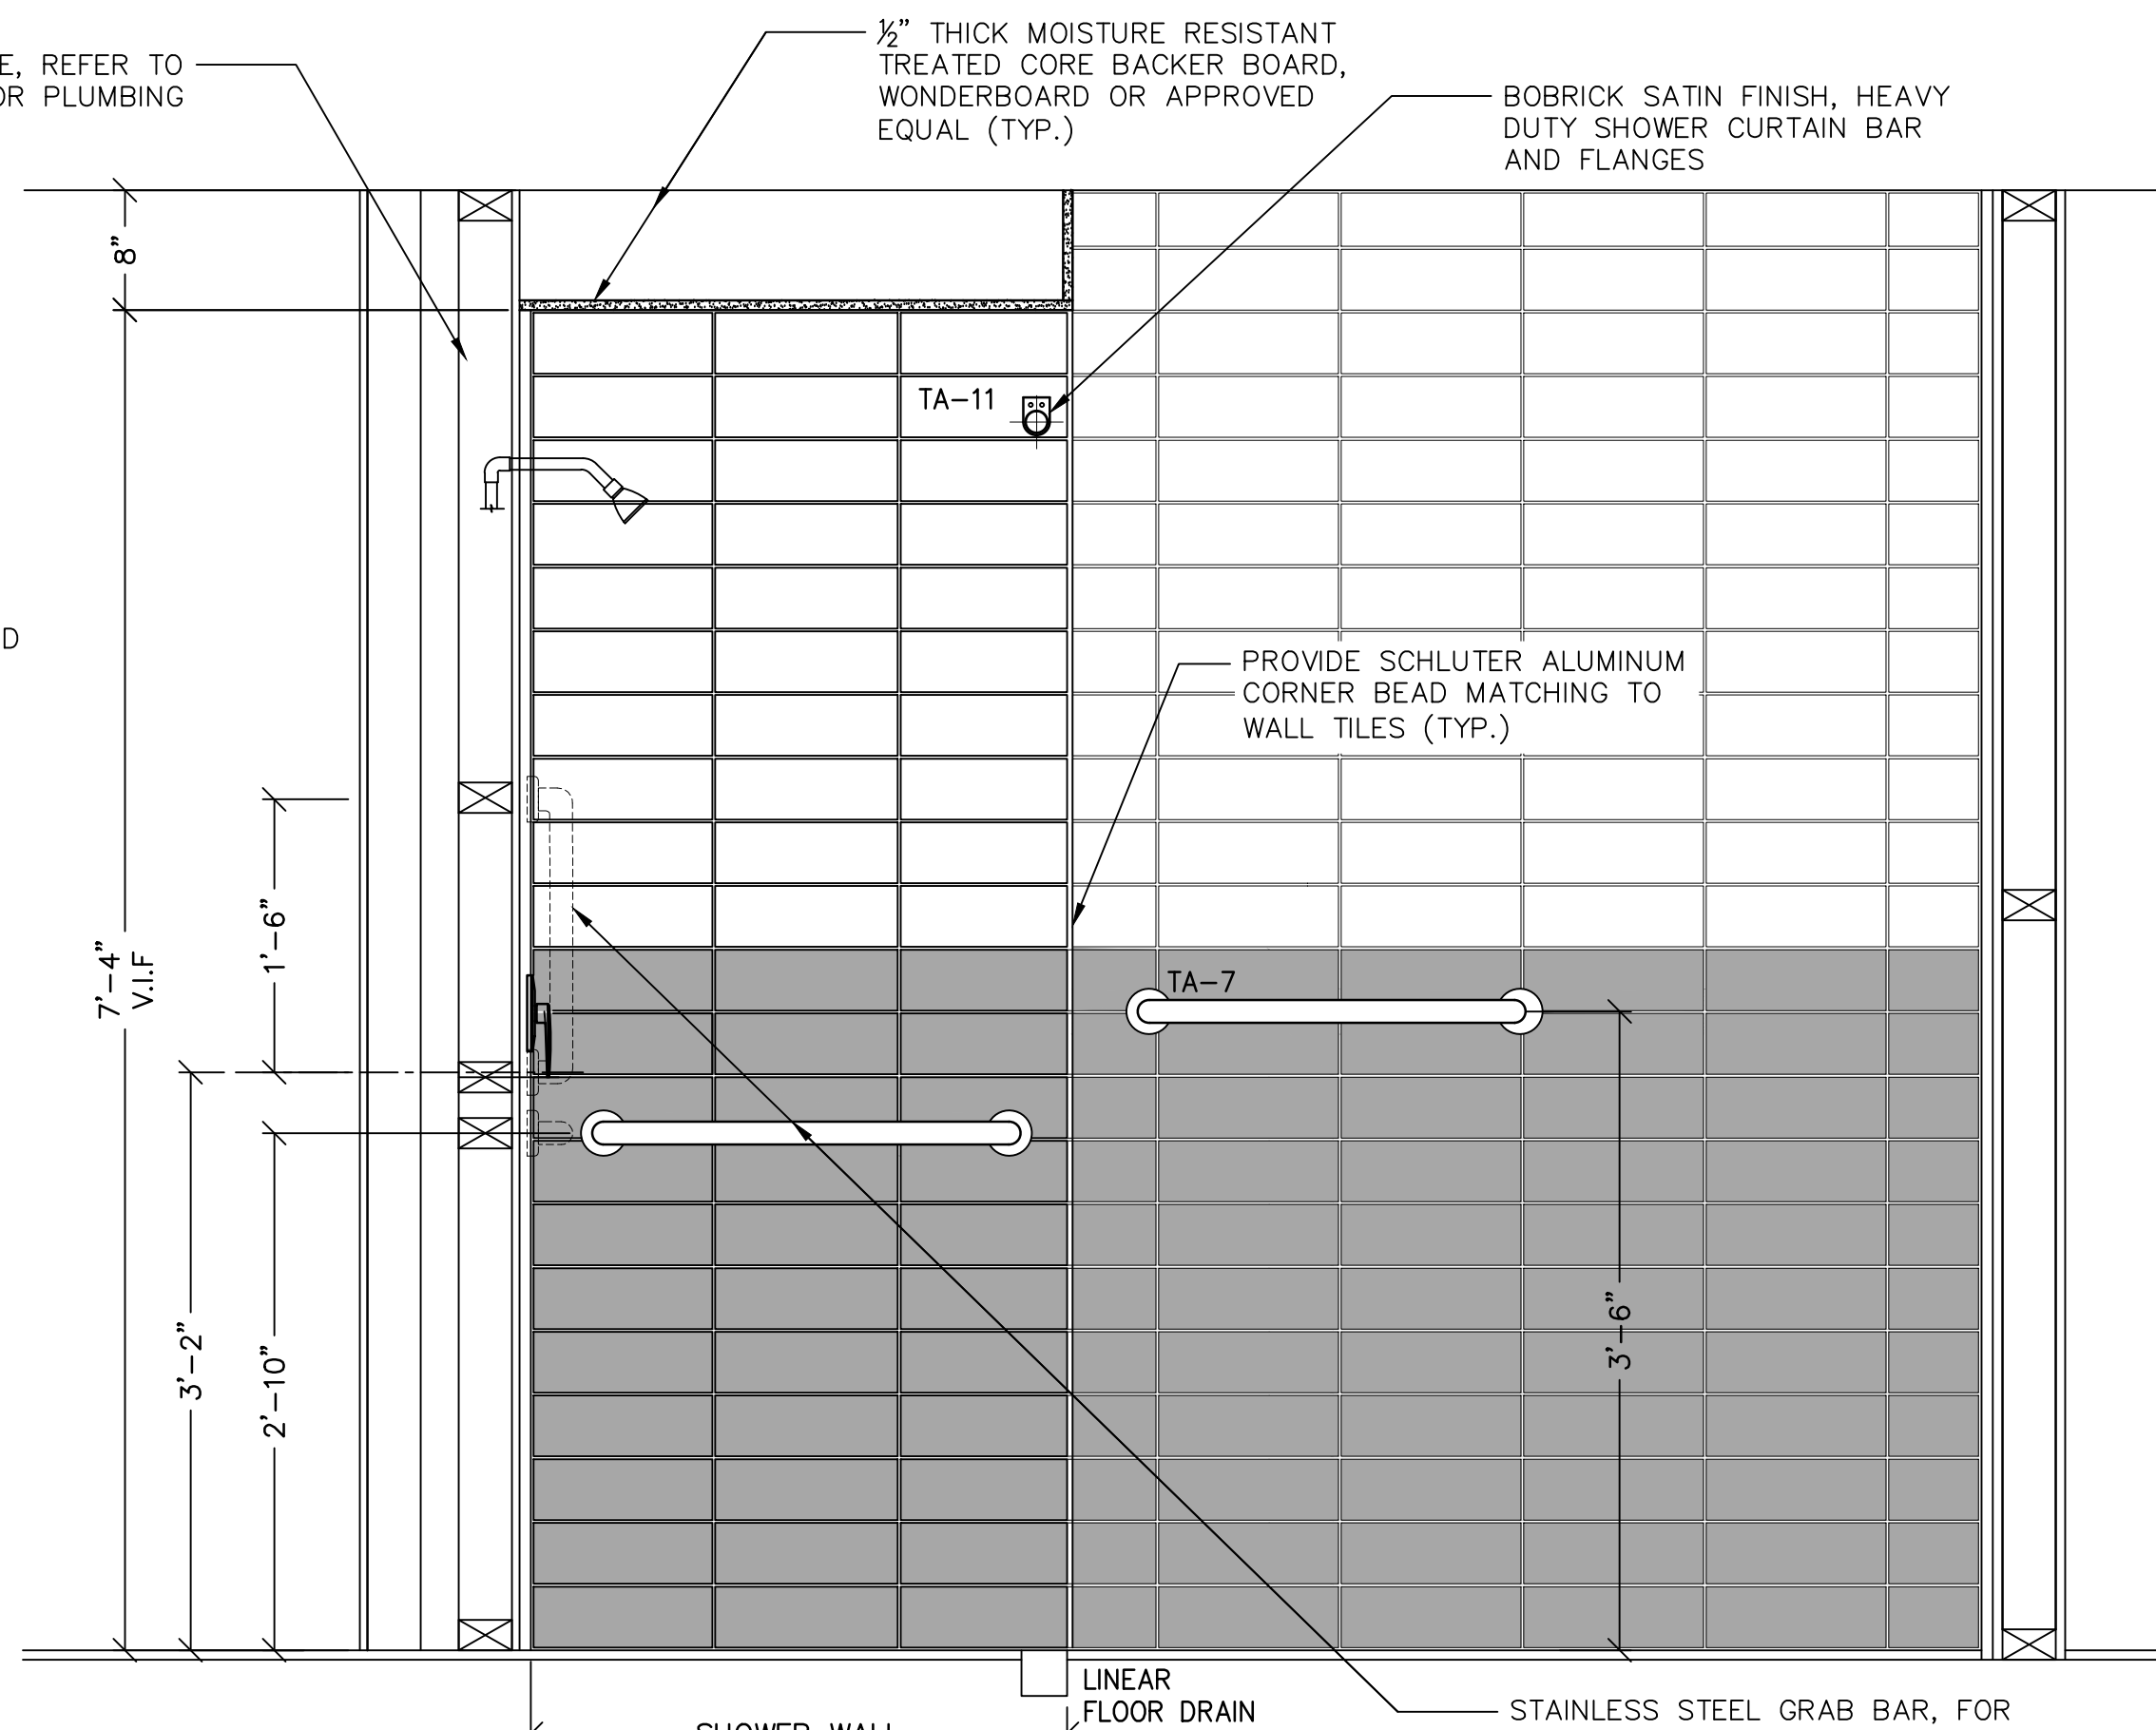 E, REFER TO
OR PLUMBING
½” THICK MOISTURE RESISTANT
TREATED CORE BACKER BOARD,
WONDERBOARD OR APPROVED
EQUAL (TYP.)
BOBRICK SATIN FINISH, HEAVY
DUTY SHOWER CURTAIN BAR
AND FLANGES
8”
TA-11
D
PROVIDE SCHLUTER ALUMINUM
CORNER BEAD MATCHING TO
WALL TILES (TYP.)
7’-4”
V.I.F
1’-6”
TA-7
3’-2”
2’-10”
3’-6”
LINEAR
FLOOR DRAIN
STAINLESS STEEL GRAB BAR, FOR
SHOWER WALL